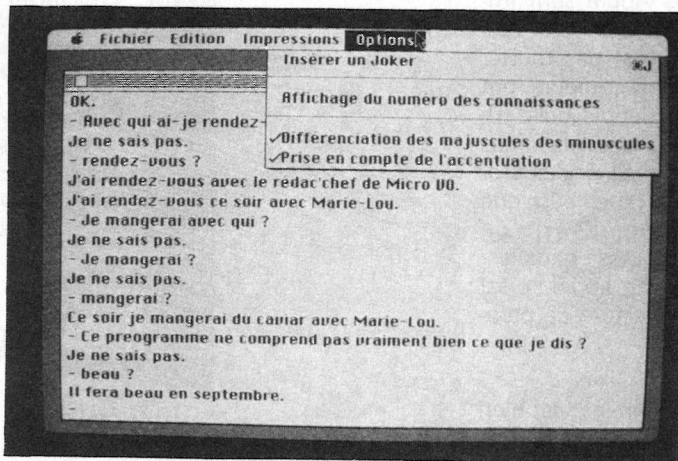 Fichier Edition Impressions Options
Insérer un Joker ⌘J
Affichage du numéro des connaissances
✓Différenciation des majuscules des minuscules
✓Prise en compte de l'accentuation
OK.
- Avec qui ai-je rendez-
Je ne sais pas.
- rendez-vous ?
J'ai rendez-vous avec le rédac'chef de Micro VO.
J'ai rendez-vous ce soir avec Marie-Lou.
- Je mangerai avec qui ?
Je ne sais pas.
- Je mangerai ?
Je ne sais pas.
- mangerai ?
Ce soir je mangerai du caviar avec Marie-Lou.
- Ce preogramme ne comprend pas vraiment bien ce que je dis ?
Je ne sais pas.
- beau ?
Il fera beau en septembre.
-